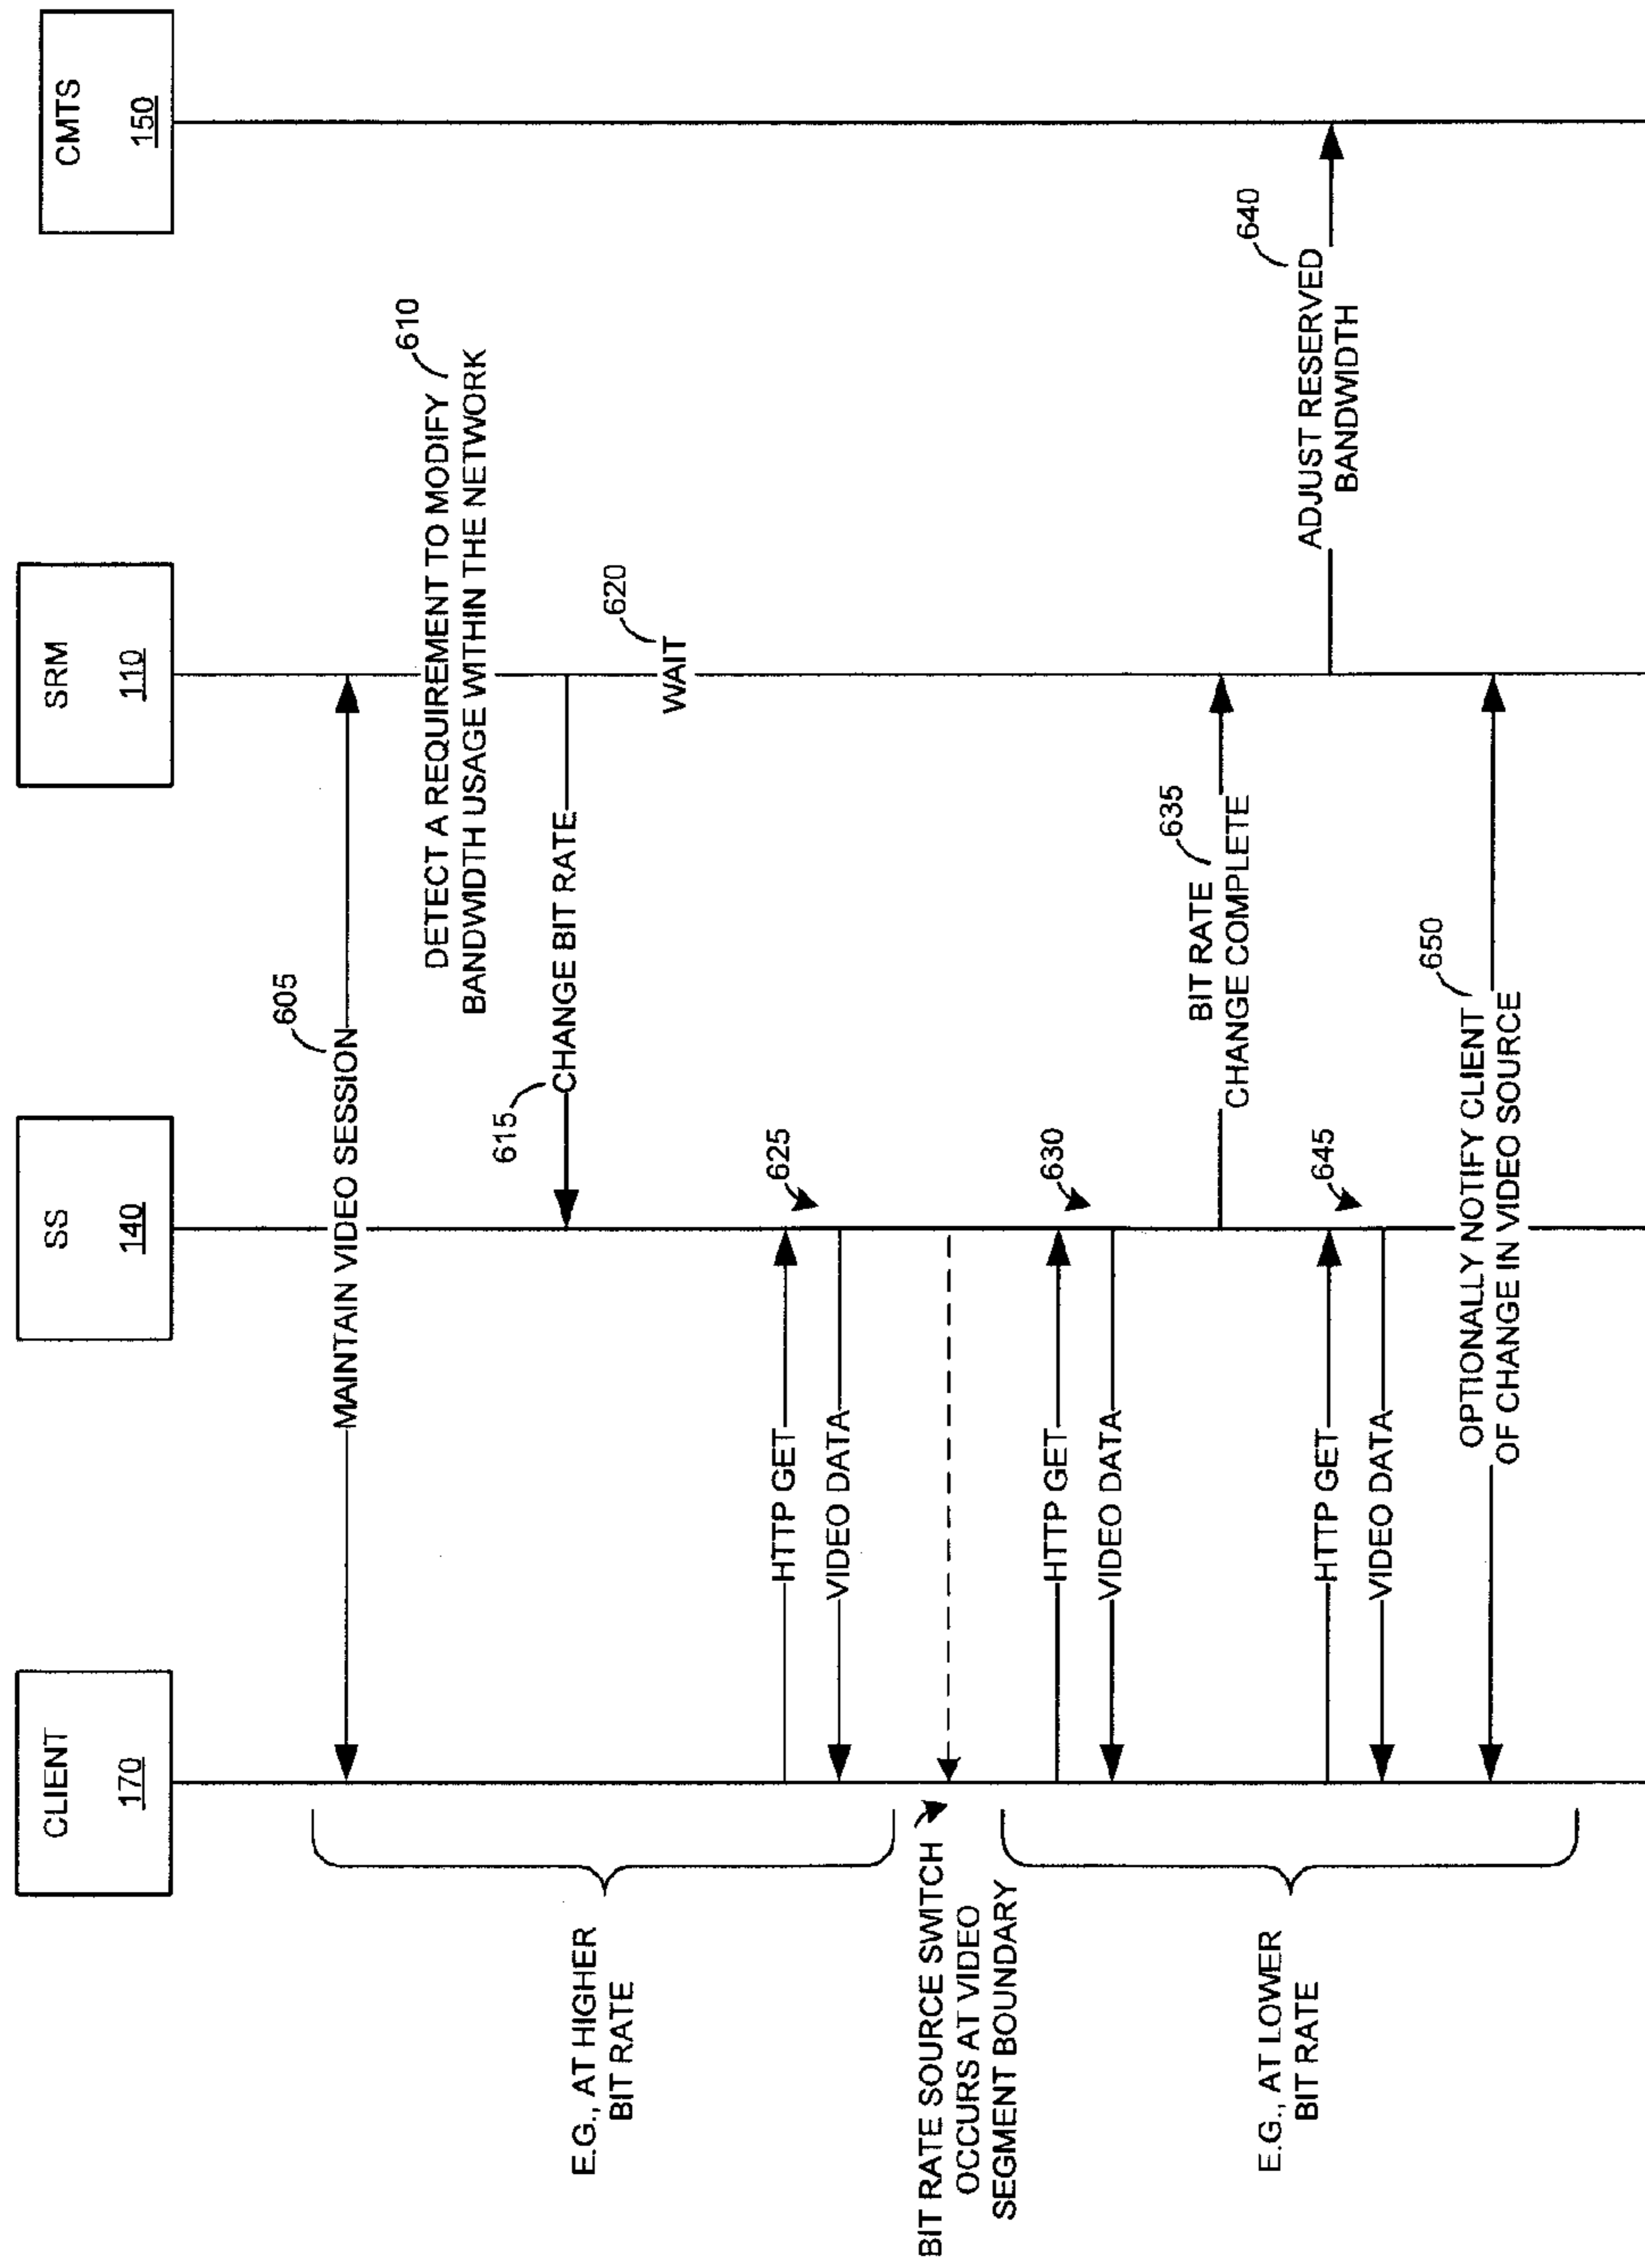 CLIENT
170
SS
140
SRM
110
CMTS
150
605
MAINTAIN VIDEO SESSION
DETECT A REQUIREMENT TO MODIFY
BANDWIDTH USAGE WITHIN THE NETWORK
610
615
CHANGE BIT RATE
620
WAIT
E.G., AT HIGHER
BIT RATE
HTTP GET
625
VIDEO DATA
BIT RATE SOURCE SWITCH
OCCURS AT VIDEO
SEGMENT BOUNDARY
HTTP GET
630
VIDEO DATA
BIT RATE
CHANGE COMPLETE
635
E.G., AT LOWER
BIT RATE
HTTP GET
645
VIDEO DATA
ADJUST RESERVED
BANDWIDTH
640
OPTIONALLY NOTIFY CLIENT
OF CHANGE IN VIDEO SOURCE
650